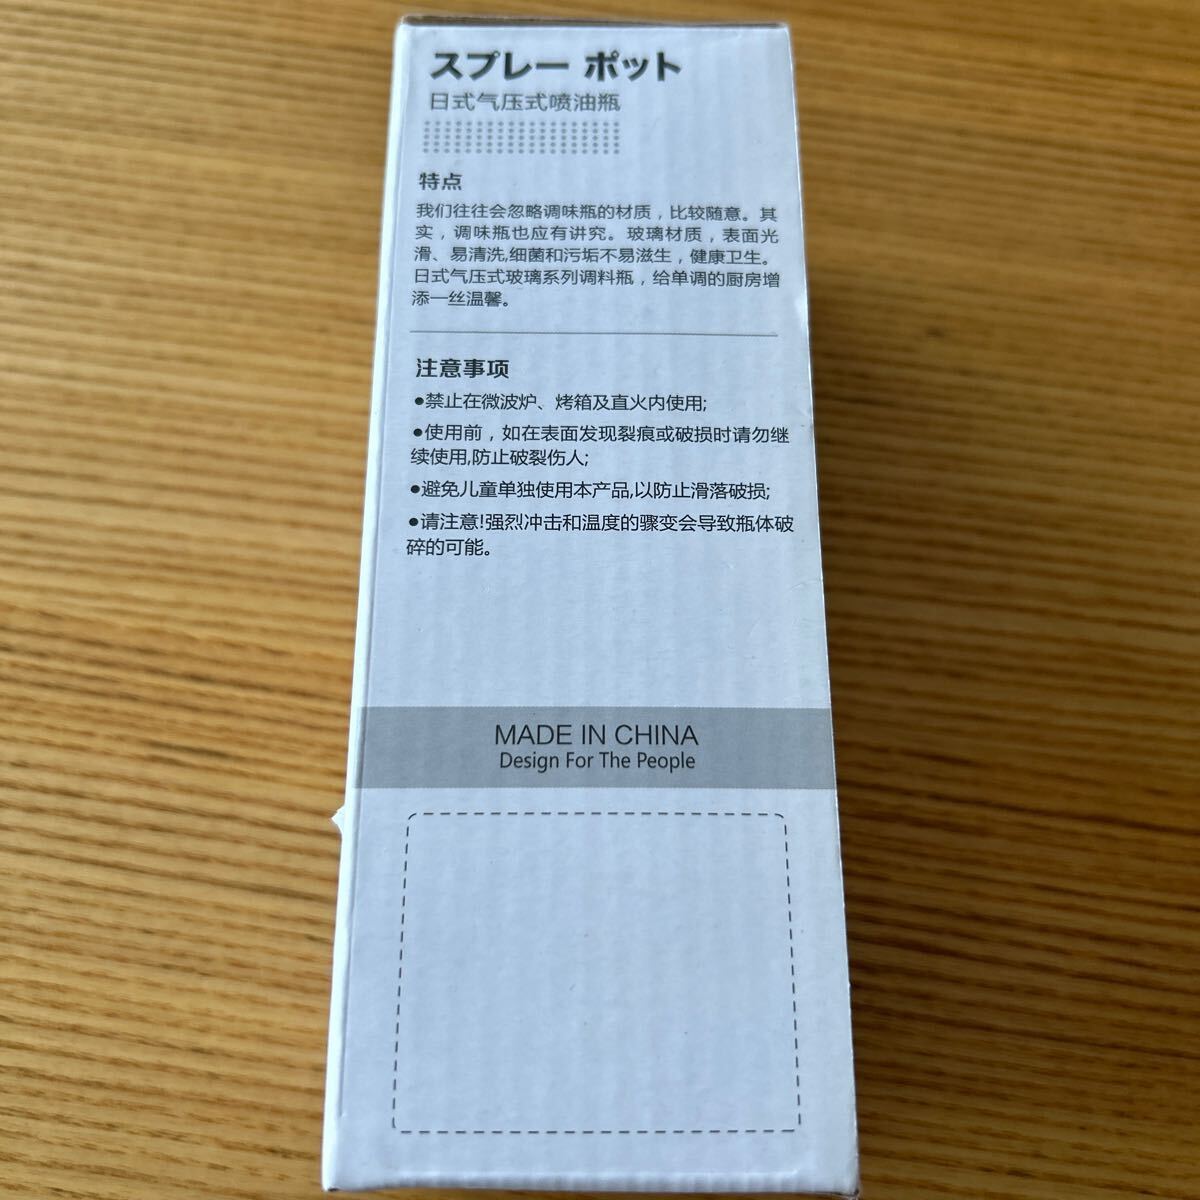 スプレー ポット
日式气压式喷油瓶
特点
我们往往会忽略调味瓶的材质，比较随意。其
实，调味瓶也应有讲究。玻璃材质，表面光
滑、易清洗,细菌和污垢不易滋生，健康卫生。
日式气压式玻璃系列调料瓶，给单调的厨房增
添一丝温馨。
注意事项
●禁止在微波炉、烤箱及直火内使用;
●使用前，如在表面发现裂痕或破损时请勿继
续使用,防止破裂伤人;
●避免儿童单独使用本产品,以防止滑落破损;
●请注意!强烈冲击和温度的骤变会导致瓶体破
碎的可能。
MADE IN CHINA
Design For The People